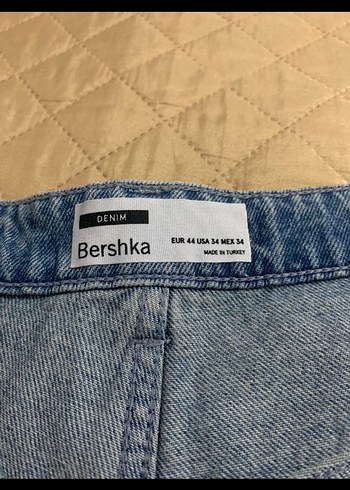 DENIM
Bershka
EUR 44 USA 34 MEX 34
MADE IN TURKEY